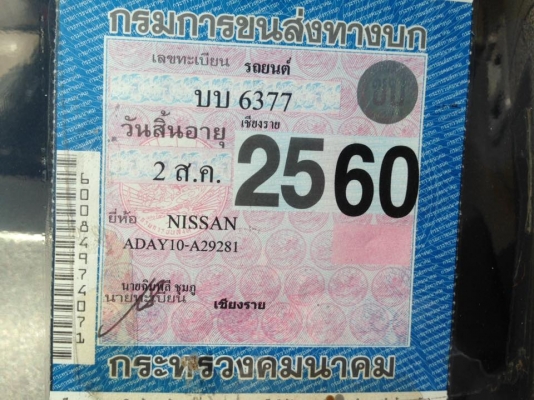 กรมการขนส่งทางบก
เลขทะเบียน รถยนต์
บบ 6377
วันสิ้นอายุ เชียงราย
2 ส.ค. 2560
ยี่ห้อ NISSAN
ADAY10-A29281
นายทะเบียน เชียงราย
กระทรวงคมนาคม
60084974071